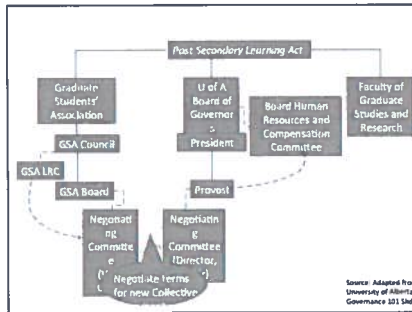 Post Secondary Learning Act
Graduate
Students'
Association
U of A
Board of
Governor
s
Board Human
Resources and
Compensation
Committee
Faculty of
Graduate
Studies and
Research
GSA Council
President
GSA LRC
GSA Board
Provost
Negotiati
ng
Committe
e
Negotiatin
g
Committee
(Director,
Negotiate terms
for new Collective
Source: Adapted from
University of Alberta
Governance 101